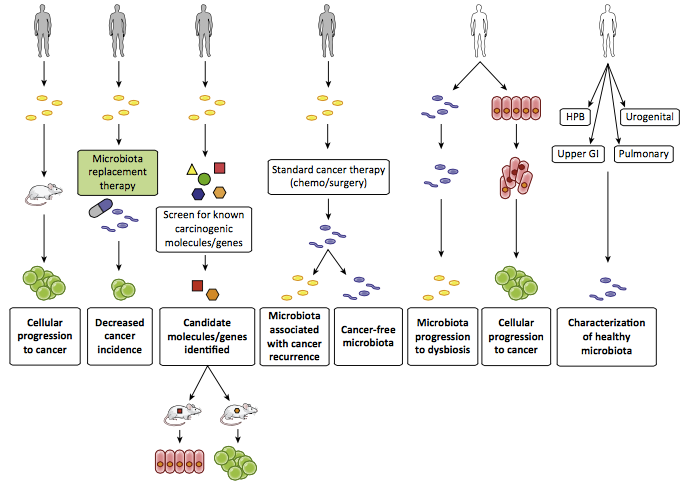 HPB
Urogenital
Upper GI
Pulmonary
Microbiota
replacement
therapy
Standard cancer therapy
(chemo/surgery)
Screen for known
carcinogenic
molecules/genes
Cellular
progression
to cancer
Decreased
cancer
incidence
Candidate
molecules/genes
identified
Microbiota
associated
with cancer
recurrence
Cancer-free
microbiota
Microbiota
progression
to dysbiosis
Cellular
progression
to cancer
Characterization
of healthy
microbiota